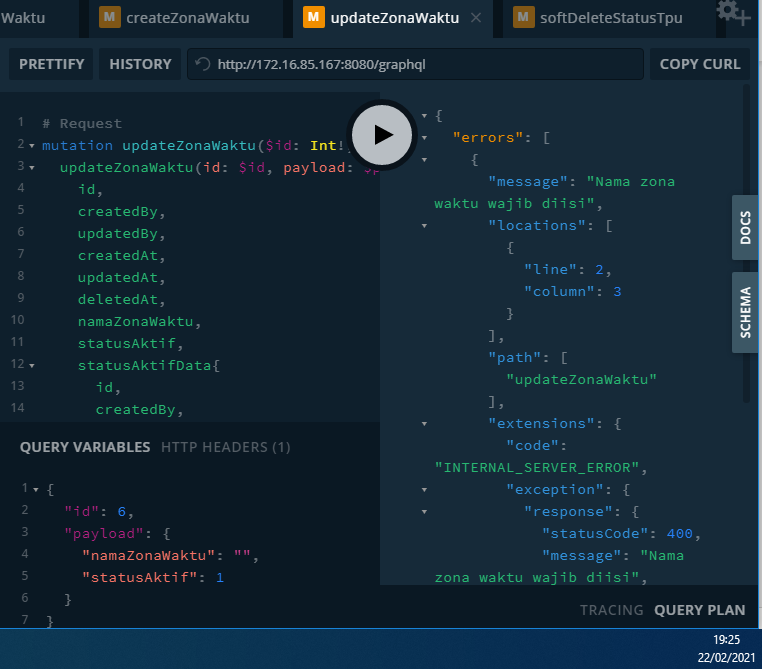 Waktu
M createZonaWaktu
M updateZonaWaktu ×
M softDeleteStatusTpu
PRETTIFY HISTORY http://172.16.85.167:8080/graphql COPY CURL
1 # Request
2 mutation updateZonaWaktu($id: Int!
3 updateZonaWaktu(id: $id, payload: $p
4 id,
5 createdBy,
6 updatedBy,
7 createdAt,
8 updatedAt,
9 deletedAt,
10 namaZonaWaktu,
11 statusAktif,
12 statusAktifData{
13 id,
14 createdBy,
QUERY VARIABLES HTTP HEADERS (1)
1 {
2 "id": 6,
3 "payload": {
4 "namaZonaWaktu": "",
5 "statusAktif": 1
6 }
7 }
{
"errors": [
{
"message": "Nama zona
waktu wajib diisi",
"locations": [
{
"line": 2,
"column": 3
}
],
"path": [
"updateZonaWaktu"
],
"extensions": {
"code":
"INTERNAL_SERVER_ERROR",
"exception": {
"response": {
"statusCode": 400,
"message": "Nama
zona waktu wajib diisi",
DOCS
SCHEMA
TRACING QUERY PLAN
19:25
22/02/2021